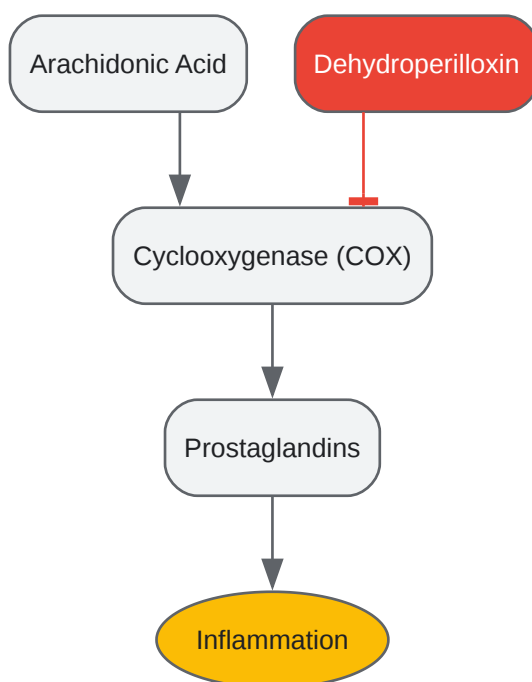 Arachidonic Acid
Dehydroperilloxin
Cyclooxygenase (COX)
Prostaglandins
Inflammation